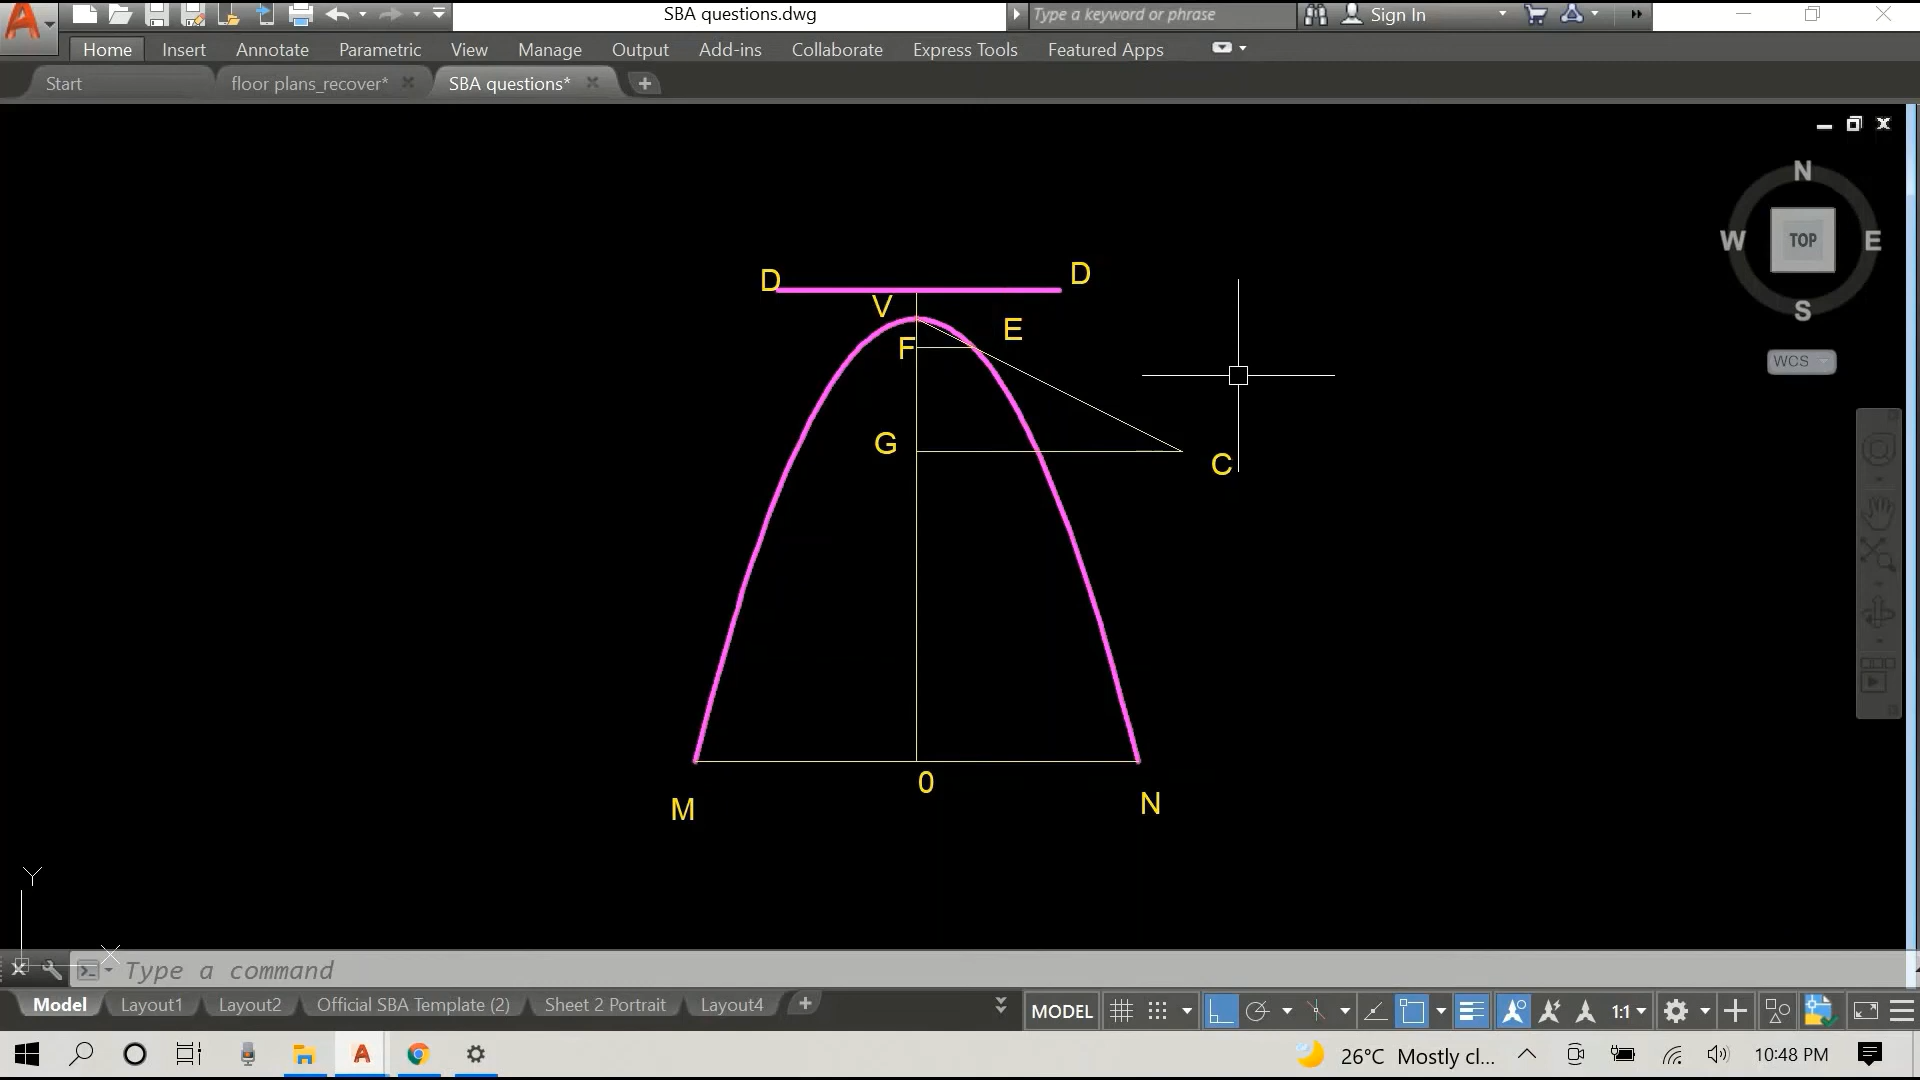 SBA questions.dwg
Type a keyword or phrase
Sign In
Home Insert Annotate Parametric View Manage Output Add-ins Collaborate Express Tools Featured Apps
Start floor plans_recover* SBA questions*
N
W TOP E
S
WCS
D D
V E
F
G C
0
M N
Y
X
Type a command
Model Layout1 Layout2 Official SBA Template (2) Sheet 2 Portrait Layout4
MODEL 1:1
26°C Mostly cl... 10:48 PM